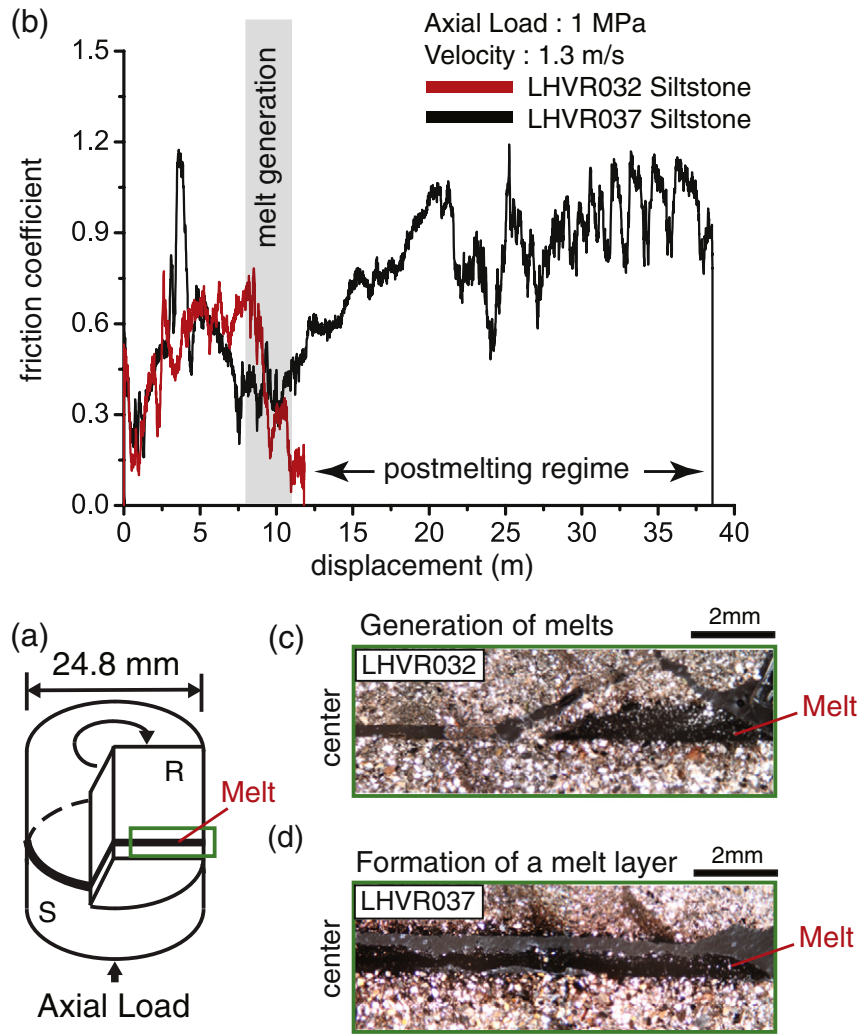 (b)
Axial Load : 1 MPa
Velocity : 1.3 m/s
LHVR032 Siltstone
LHVR037 Siltstone
1.5
1.2
0.9
0.6
0.3
0.0
friction coefficient
melt generation
postmelting regime
0 5 10 15 20 25 30 35 40
displacement (m)
(a)
24.8 mm
R
Melt
S
Axial Load
(c)
Generation of melts
2mm
LHVR032
center
Melt
(d)
Formation of a melt layer
2mm
LHVR037
center
Melt